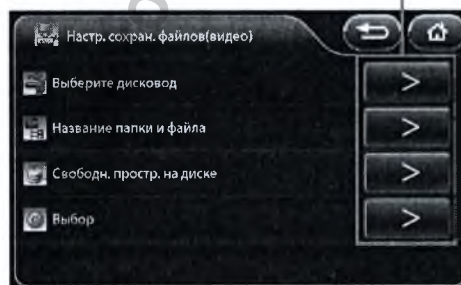 Настр. сохран. файлов(видео)
Выберите дисковод
>
Название папки и файла
>
Свободн. простр. на диске
>
Выбор
>